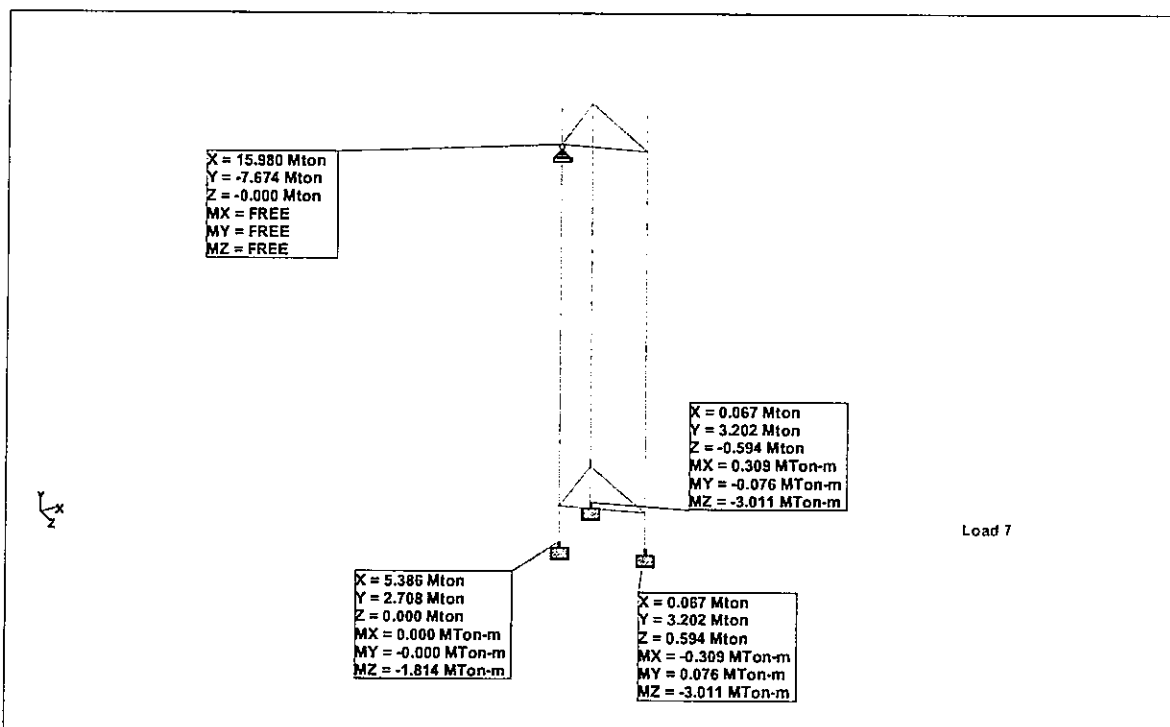 X = 15.980 Mton
Y = -7.674 Mton
Z = -0.000 Mton
MX = FREE
MY = FREE
MZ = FREE
X = 0.067 Mton
Y = 3.202 Mton
Z = -0.594 Mton
MX = 0.309 MTon-m
MY = -0.076 MTon-m
MZ = -3.011 MTon-m
Y
X
Z
Load 7
X = 5.386 Mton
Y = 2.708 Mton
Z = 0.000 Mton
MX = 0.000 MTon-m
MY = -0.000 MTon-m
MZ = -1.814 MTon-m
X = 0.067 Mton
Y = 3.202 Mton
Z = 0.594 Mton
MX = -0.309 MTon-m
MY = 0.076 MTon-m
MZ = -3.011 MTon-m